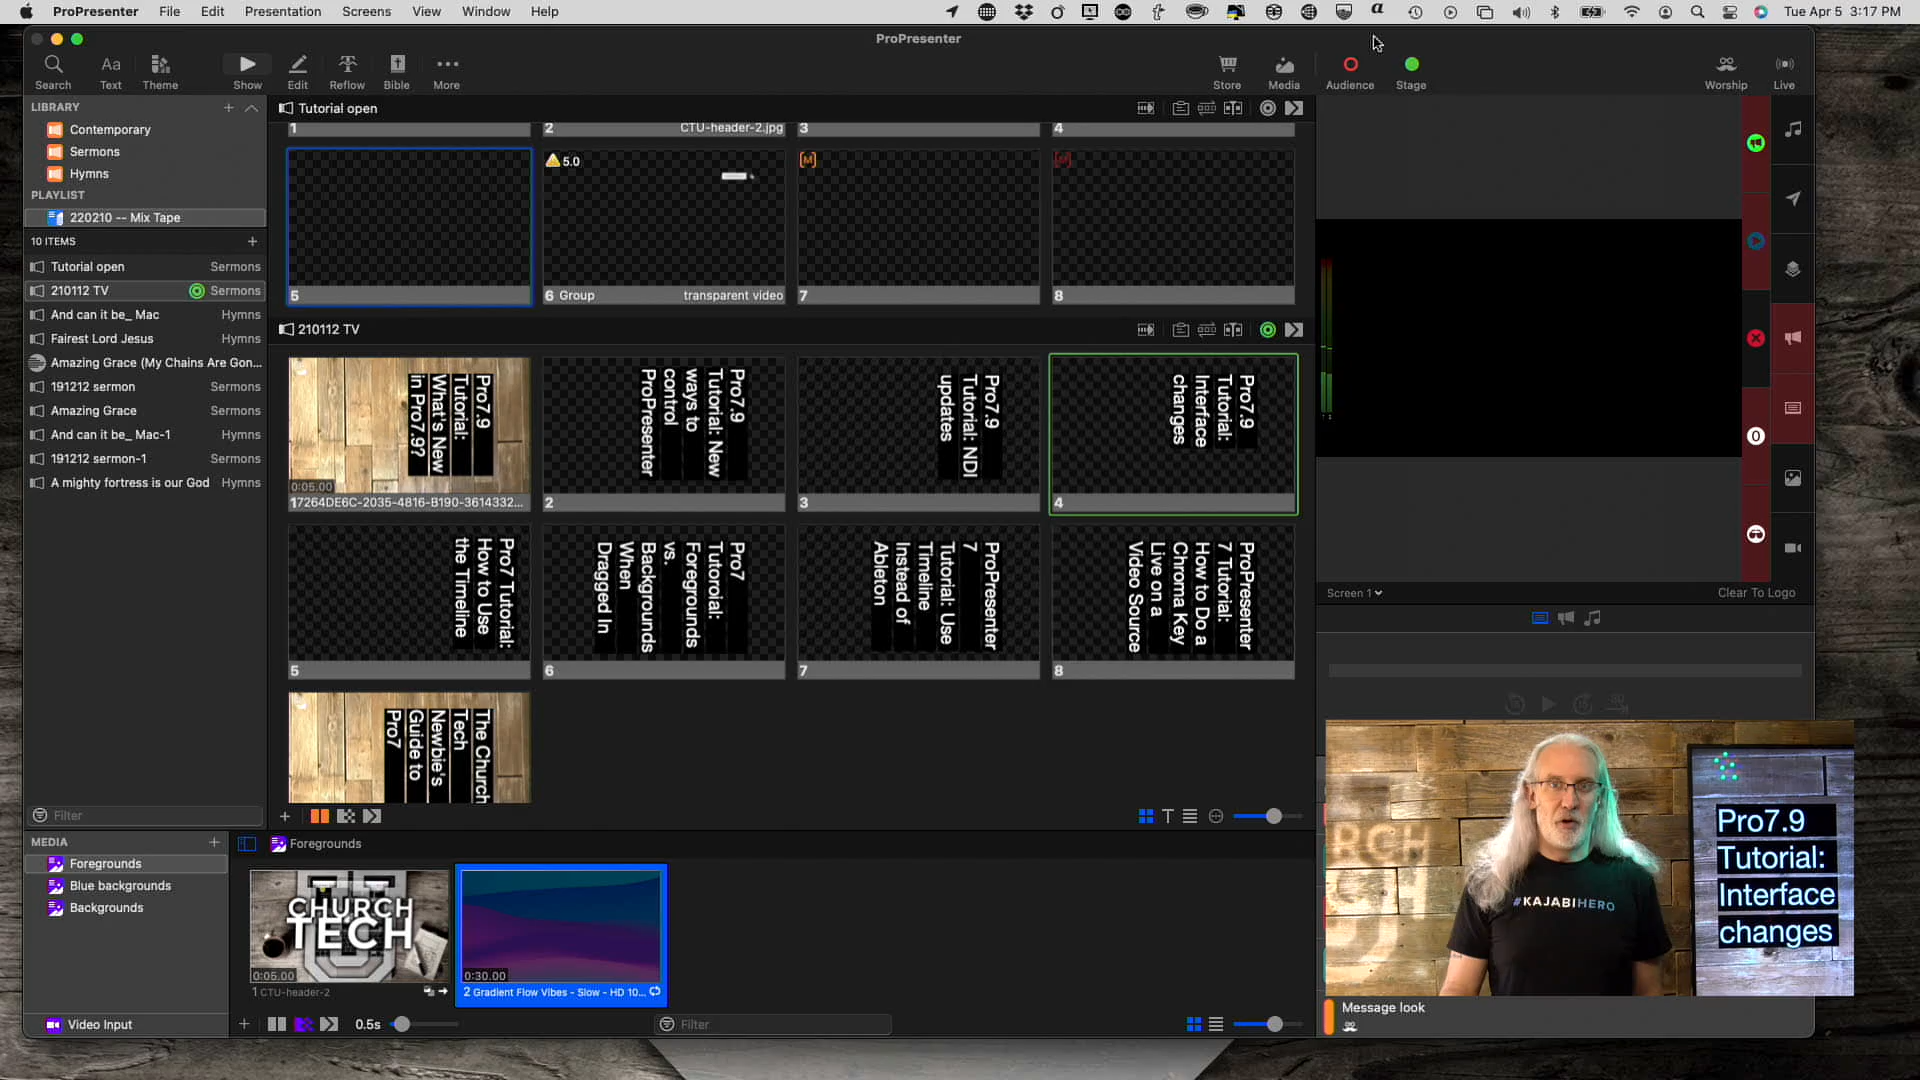 ProPresenter File Edit Presentation Screens View Window Help
Tue Apr 5 3:17 PM
ProPresenter
Search Text Theme Show Edit Reflow Bible More
Store Media Audience Stage Worship Live
LIBRARY
Contemporary
Sermons
Hymns
PLAYLIST
220210 -- Mix Tape
10 ITEMS
Tutorial open Sermons
210112 TV Sermons
And can it be_ Mac Hymns
Fairest Lord Jesus Hymns
Amazing Grace (My Chains Are Gon...
191212 sermon Sermons
Amazing Grace Hymns
And can it be_ Mac-1 Hymns
191212 sermon-1 Sermons
A mighty fortress is our God Hymns
Filter
Tutorial open
1
2 CTU-header-2.jpg
3
4
5
5.0
6 Group transparent video
[M]
7
[M]
8
210112 TV
Pro7.9
Tutorial:
What's New
in Pro7.9?
0:05.00
17264DE6C-2035-4816-B190-3614332...
Pro7.9
Tutorial: New
ways to
control
ProPresenter
2
Pro7.9
Tutorial: NDI
updates
3
Pro7.9
Tutorial:
Interface
changes
4
Pro7 Tutorial:
How to Use
the Timeline
5
Pro7
Tutoroial:
Foregrounds
vs.
Backgrounds
When
Dragged In
6
ProPresenter
7
Tutorial: Use
Timeline
Instead of
Ableton
7
ProPresenter
7 Tutorial:
How to Do a
Chroma Key
Live on a
Video Source
8
The Church
Tech
Newbie's
Guide to
Pro7
T
MEDIA
Foregrounds
Blue backgrounds
Backgrounds
Video Input
Foregrounds
CHURCH
TECH
0:05.00
1 CTU-header-2
0:30.00
2 Gradient Flow Vibes - Slow - HD 10...
0.5s
Filter
0
Screen 1
Clear To Logo
#KAJABIHERO
Pro7.9
Tutorial:
Interface
changes
Message look